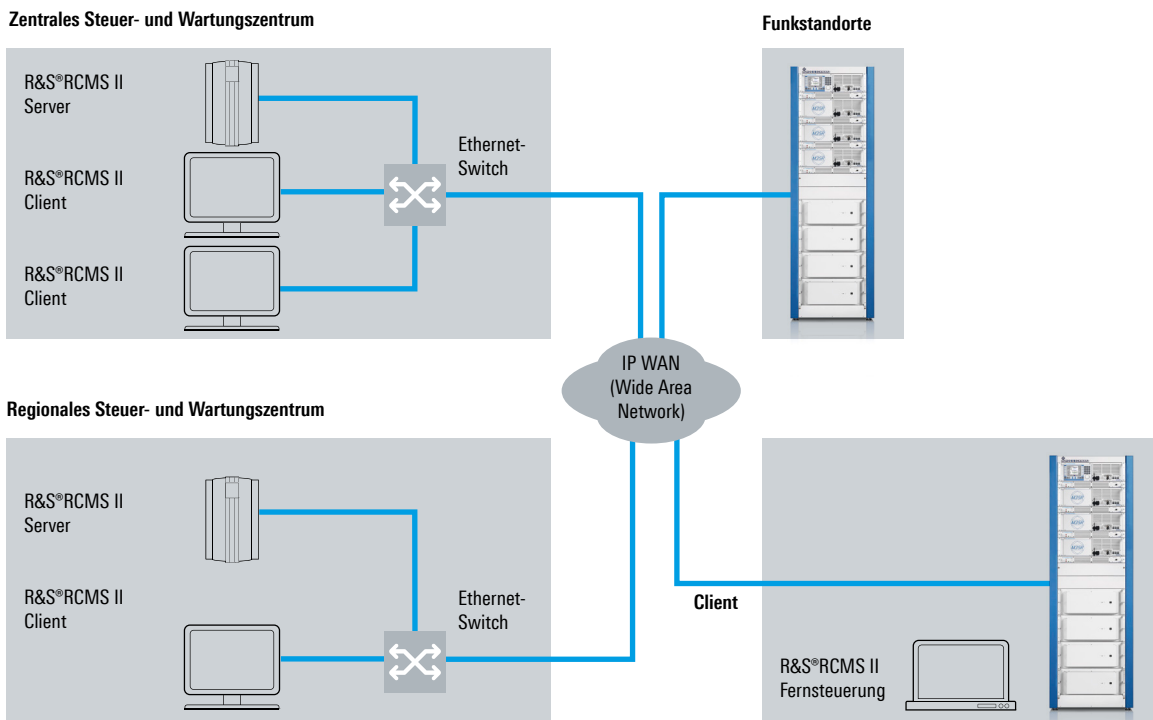 Zentrales Steuer- und Wartungszentrum
R&S®RCMS II
Server
R&S®RCMS II
Client
R&S®RCMS II
Client
Ethernet-
Switch
Funkstandorte
IP WAN
(Wide Area
Network)
Regionales Steuer- und Wartungszentrum
R&S®RCMS II
Server
R&S®RCMS II
Client
Ethernet-
Switch
Client
R&S®RCMS II
Fernsteuerung